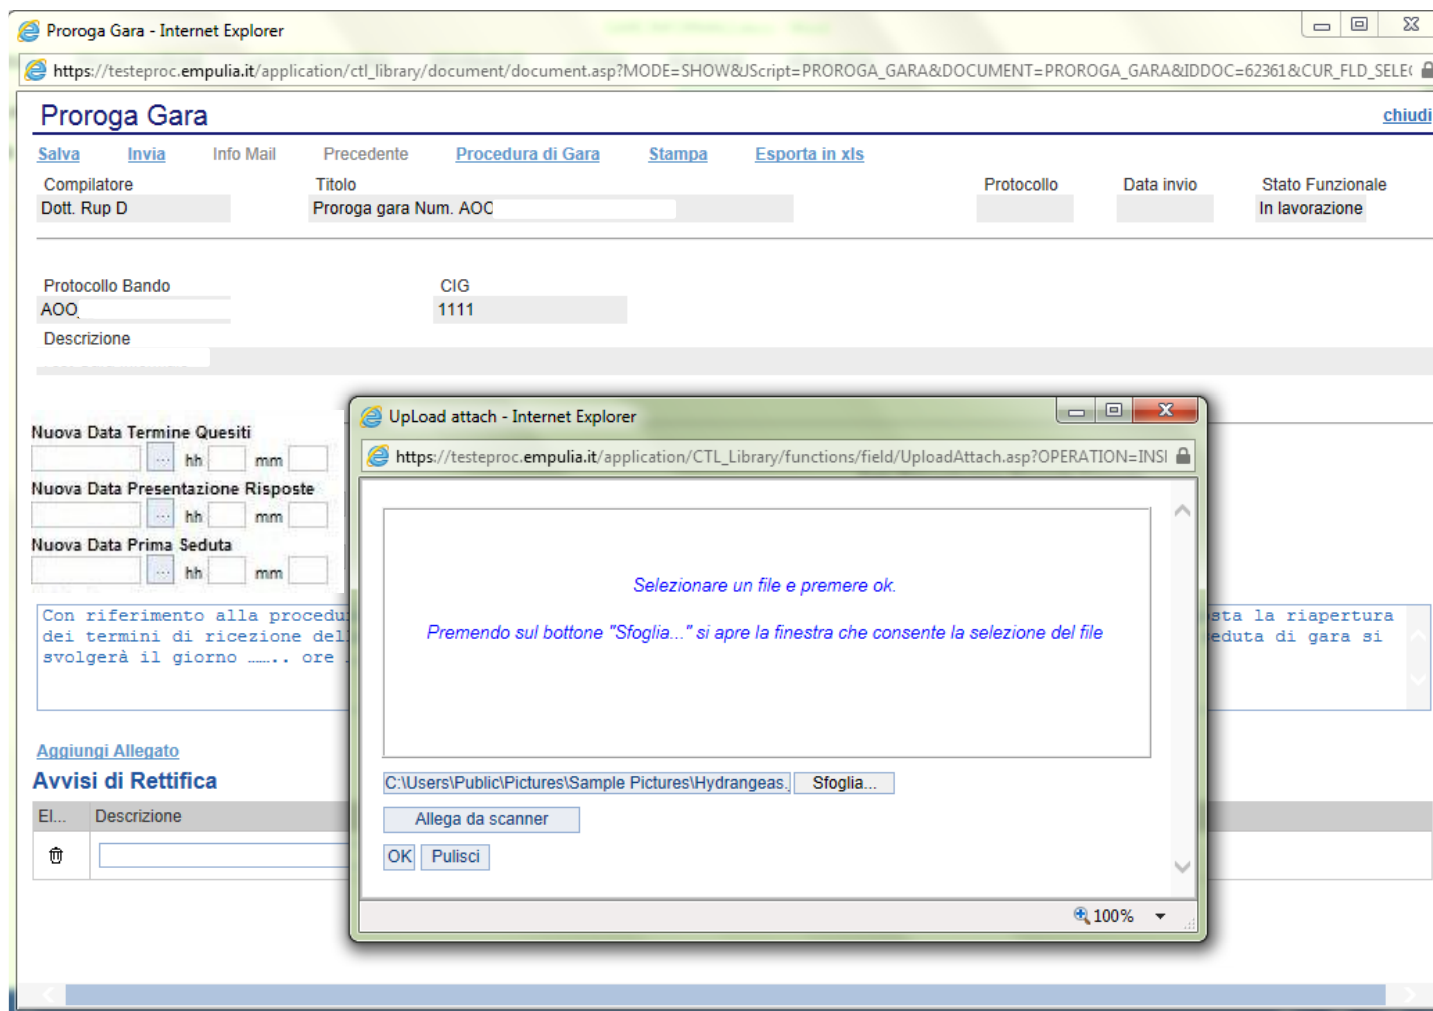 Proroga Gara - Internet Explorer
https://testeproc.empulia.it/application/ctl_library/document/document.asp?MODE=SHOW&JScript=PROROGA_GARA&DOCUMENT=PROROGA_GARA&IDDOC=62361&CUR_FLD_SELE
Proroga Gara chiudi
Salva Invia Info Mail Precedente Procedura di Gara Stampa Esporta in xls
Compilatore Titolo Protocollo Data invio Stato Funzionale
Dott. Rup D Proroga gara Num. AOO In lavorazione
Protocollo Bando CIG
AOO 1111
Descrizione
Nuova Data Termine Quesiti
... hh mm
Nuova Data Presentazione Risposte
... hh mm
Nuova Data Prima Seduta
... hh mm
Con riferimento alla procedu sta la riapertura
dei termini di ricezione del eduta di gara si
svolgerà il giorno …….. ore
Aggiungi Allegato
Avvisi di Rettifica
El... Descrizione
UpLoad attach - Internet Explorer
https://testeproc.empulia.it/application/CTL_Library/functions/field/UploadAttach.asp?OPERATION=INSI
Selezionare un file e premere ok.
Premendo sul bottone "Sfoglia..." si apre la finestra che consente la selezione del file
C:\Users\Public\Pictures\Sample Pictures\Hydrangeas. Sfoglia...
Allega da scanner
OK Pulisci
100%